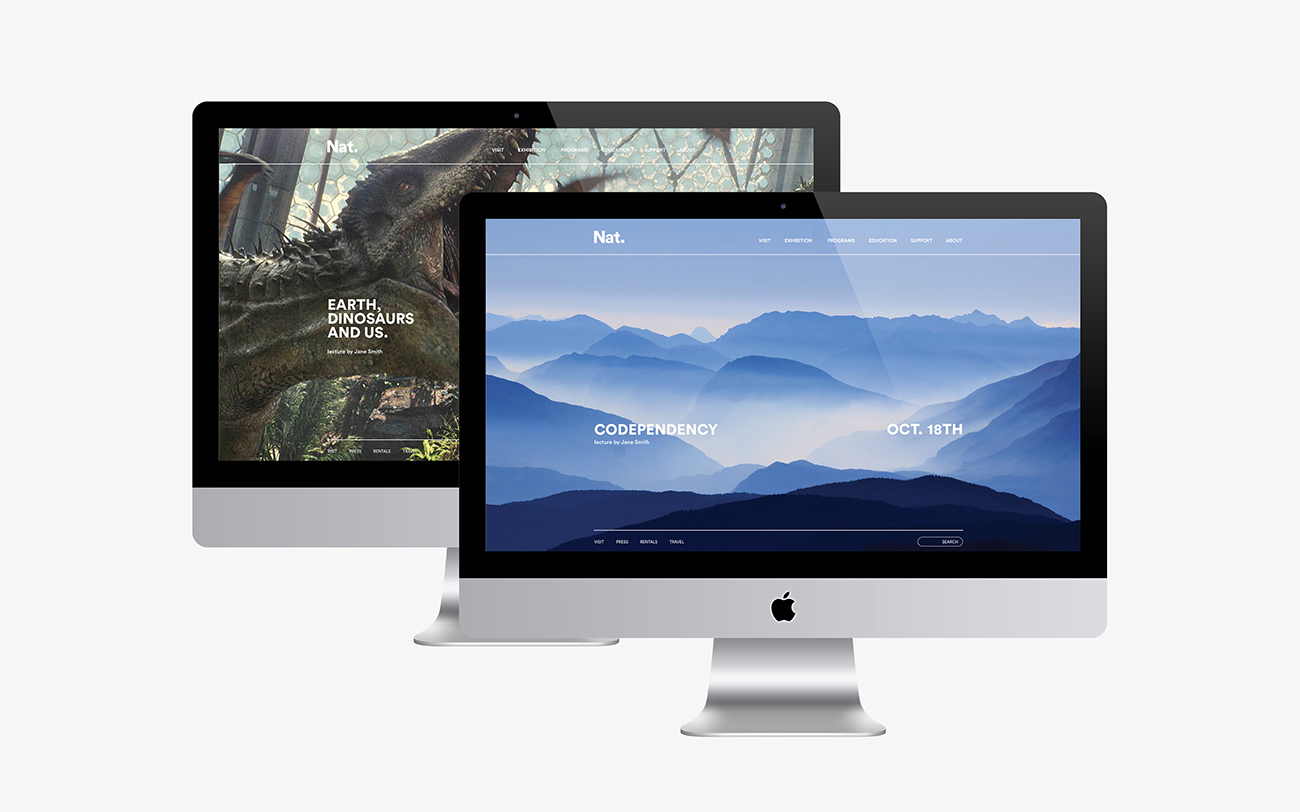 Nat.
VISIT EXHIBITION PROGRAMS EDUCATION SUPPORT ABOUT
EARTH,
DINOSAURS
AND US.
lecture by Jane Smith
VISIT PRESS RENTALS TRAVEL
Nat.
VISIT EXHIBITION PROGRAMS EDUCATION SUPPORT ABOUT
CODEPENDENCY
lecture by Jane Smith
OCT. 18TH
VISIT PRESS RENTALS TRAVEL
SEARCH